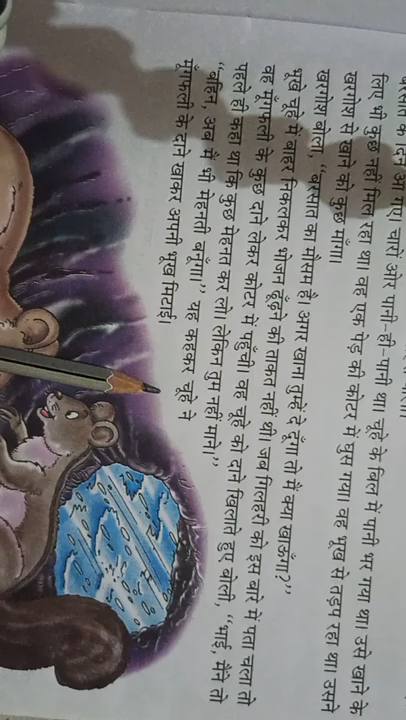 बरसात के दिन आ गए, चारों ओर पानी-ही-पानी था। चूहे के बिल में पानी भर गया था। उसे खाने के
लिए भी कुछ नहीं मिल रहा था। वह एक पेड़ की कोटर में घुस गया। वह भूख से तड़प रहा था। उसने
खरगोश से खाने को कुछ माँगा।
खरगोश बोला, “बरसात का मौसम है। अगर खाना तुम्हें दे दूँगा तो मैं क्या खाऊँगा?”
भूखे चूहे में बाहर निकलकर भोजन ढूँढ़ने की ताकत नहीं थी। जब गिलहरी को इस बारे में पता चला तो
वह मूँगफली के कुछ दाने लेकर कोटर में पहुँची। वह चूहे को दाने खिलाते हुए बोली, “भाई, मैंने तो
पहले ही कहा था कि कुछ मेहनत कर लो। लेकिन तुम नहीं माने।”
“बहिन, अब मैं भी मेहनती बनूँगा।” यह कहकर चूहे ने
मूँगफली के दाने खाकर अपनी भूख मिटाई।